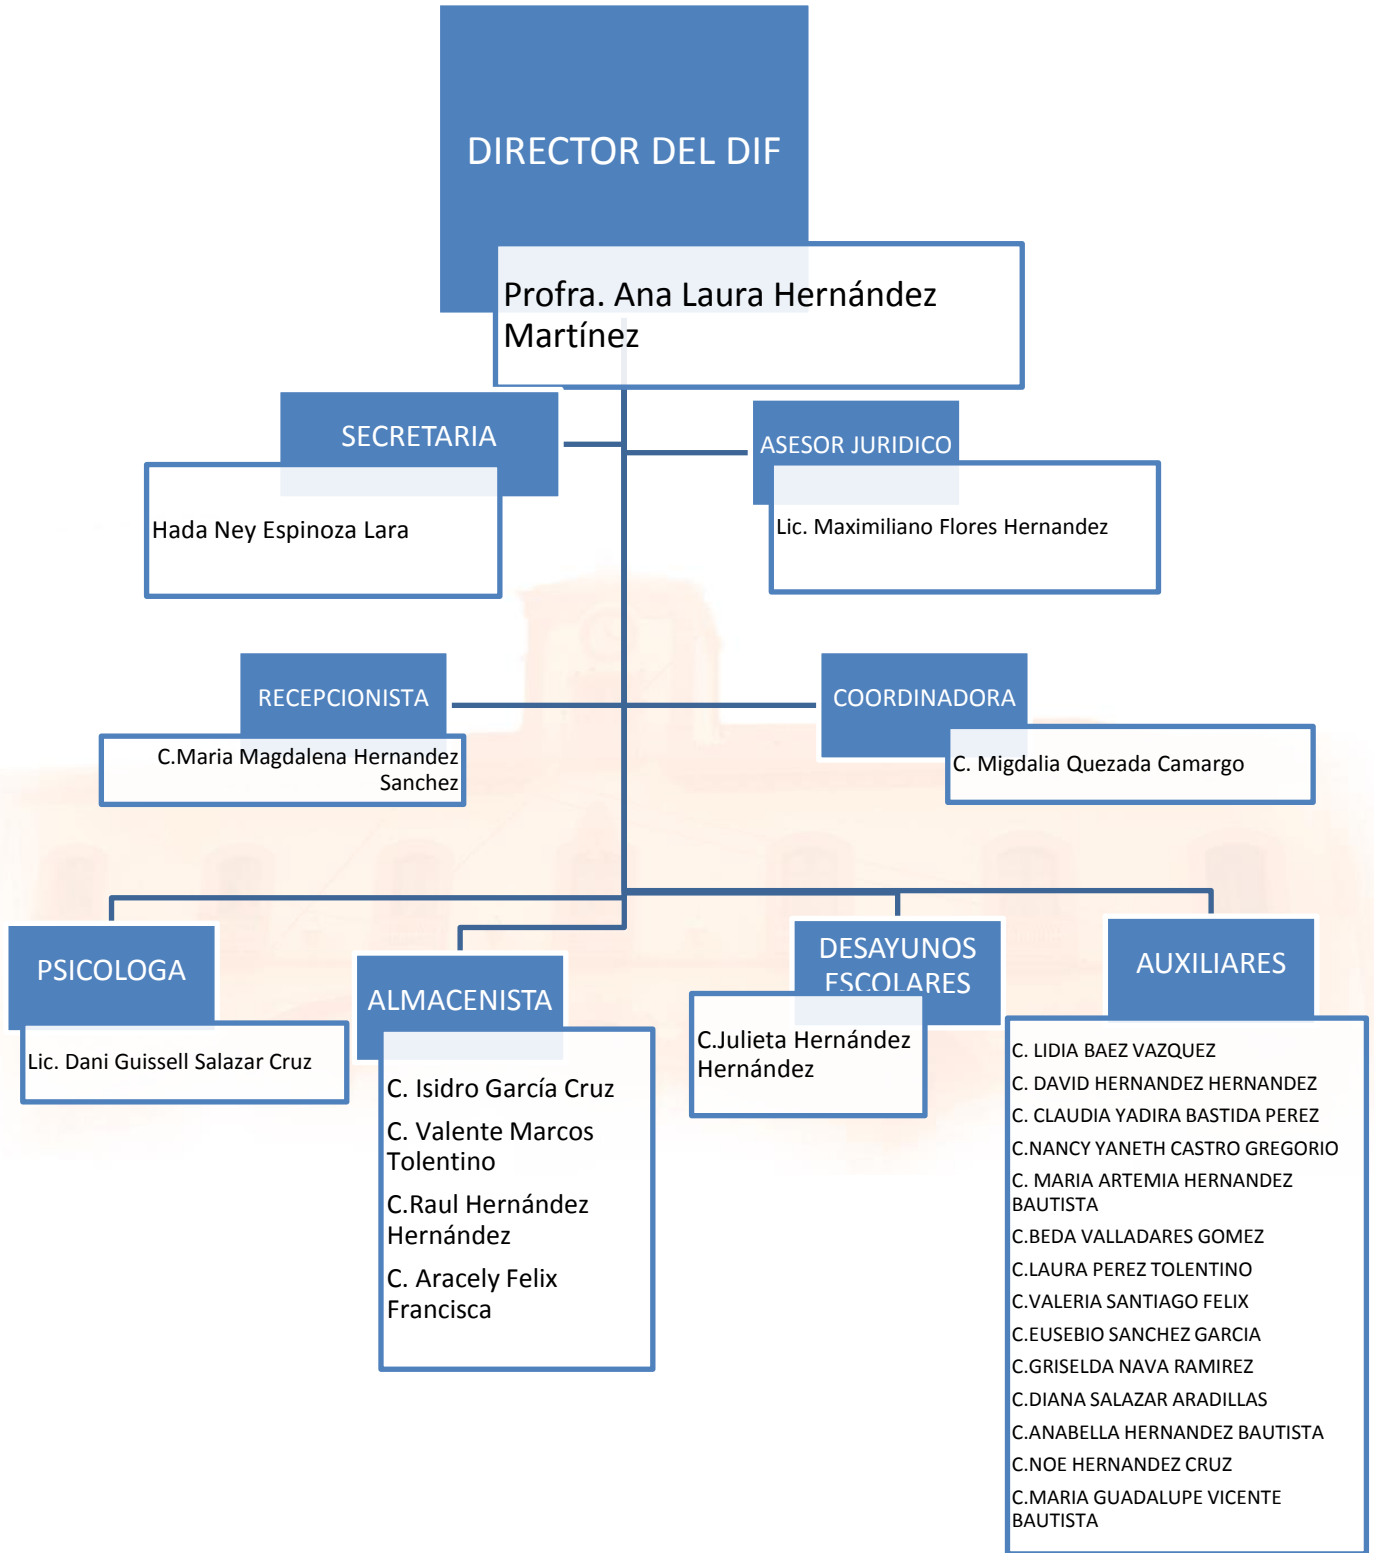 DIRECTOR DEL DIF
Profra. Ana Laura Hernández
Martínez
SECRETARIA
Hada Ney Espinoza Lara
ASESOR JURIDICO
Lic. Maximiliano Flores Hernandez
RECEPCIONISTA
C.Maria Magdalena Hernandez
Sanchez
COORDINADORA
C. Migdalia Quezada Camargo
PSICOLOGA
Lic. Dani Guissell Salazar Cruz
ALMACENISTA
C. Isidro García Cruz
C. Valente Marcos
Tolentino
C.Raul Hernández
Hernández
C. Aracely Felix
Francisca
DESAYUNOS
ESCOLARES
C.Julieta Hernández
Hernández
AUXILIARES
C. LIDIA BAEZ VAZQUEZ
C. DAVID HERNANDEZ HERNANDEZ
C. CLAUDIA YADIRA BASTIDA PEREZ
C.NANCY YANETH CASTRO GREGORIO
C. MARIA ARTEMIA HERNANDEZ
BAUTISTA
C.BEDA VALLADARES GOMEZ
C.LAURA PEREZ TOLENTINO
C.VALERIA SANTIAGO FELIX
C.EUSEBIO SANCHEZ GARCIA
C.GRISELDA NAVA RAMIREZ
C.DIANA SALAZAR ARADILLAS
C.ANABELLA HERNANDEZ BAUTISTA
C.NOE HERNANDEZ CRUZ
C.MARIA GUADALUPE VICENTE
BAUTISTA